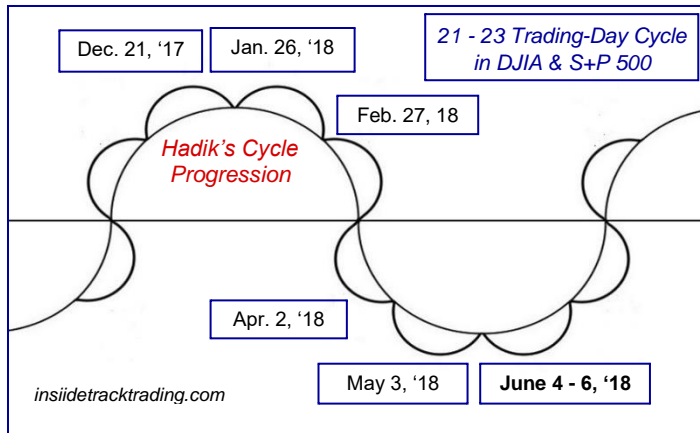 Dec. 21, ‘17
Jan. 26, ‘18
21 - 23 Trading-Day Cycle
in DJIA & S+P 500
Feb. 27, 18
Hadik’s Cycle
Progression
Apr. 2, ‘18
May 3, ‘18
June 4 - 6, ‘18
insiidetracktrading.com